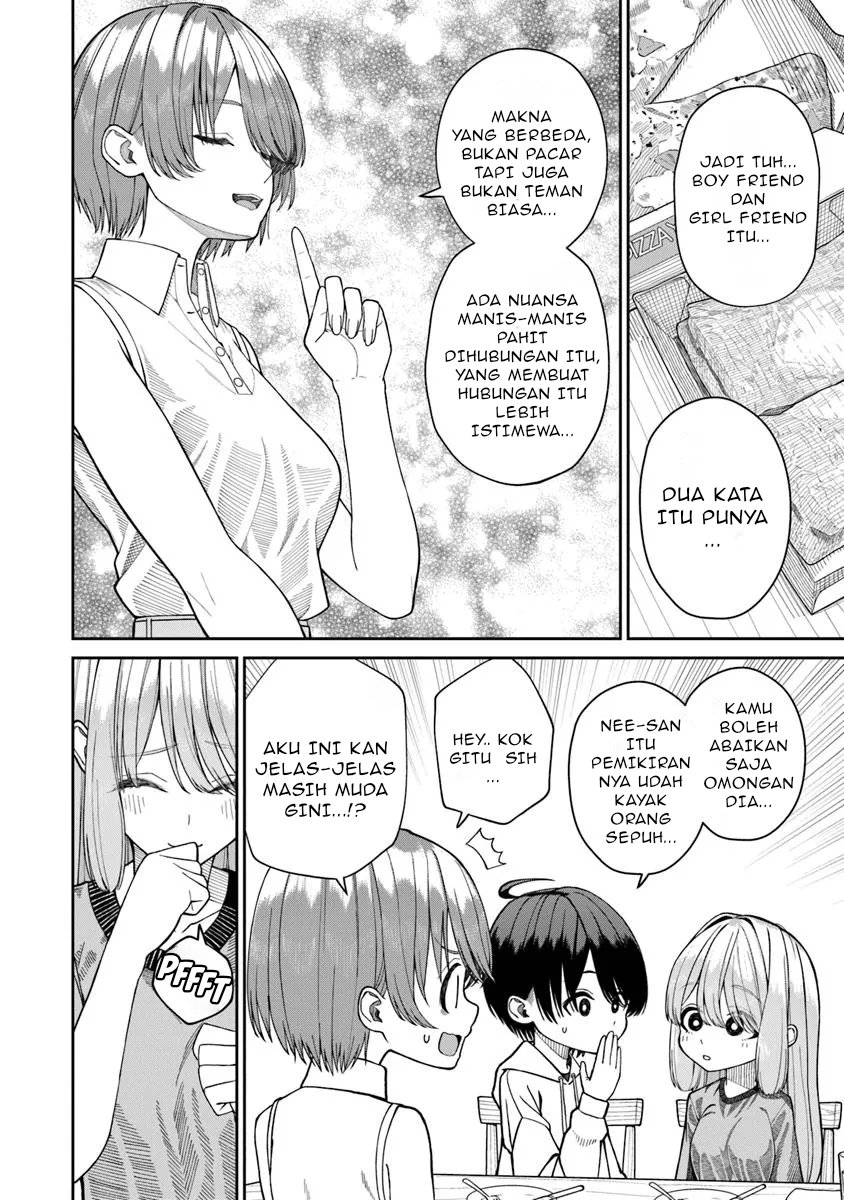 JADI TUH...
BOY FRIEND
DAN
GIRL FRIEND
ITU...
IZZA
DUA KATA
ITU PUNYA
...
MAKNA
YANG BERBEDA,
BUKAN PACAR
TAPI JUGA
BUKAN TEMAN
BIASA...
ADA NUANSA
MANIS-MANIS
PAHIT
DIHUBUNGAN ITU,
YANG MEMBUAT
HUBUNGAN ITU
LEBIH
ISTIMEWA...
KAMU
BOLEH
ABAIKAN
SAJA
OMONGAN
DIA...
NEE-SAN
ITU
PEMIKIRAN
NYA UDAH
KAYAK
ORANG
SEPUH...
HEY.. KOK
GITU SIH
...
AKU INI KAN
JELAS-JELAS
MASIH MUDA
GINI...!?
PFFFT